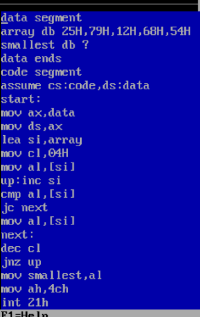 data segment
array db 25H,79H,12H,68H,54H
smallest db ?
data ends
code segment
assume cs:code,ds:data
start:
mov ax,data
mov ds,ax
lea si,array
mov cl,04H
mov al,[si]
up:inc si
cmp al,[si]
jc next
mov al,[si]
next:
dec cl
jnz up
mov smallest,al
mov ah,4ch
int 21h
F1=Help